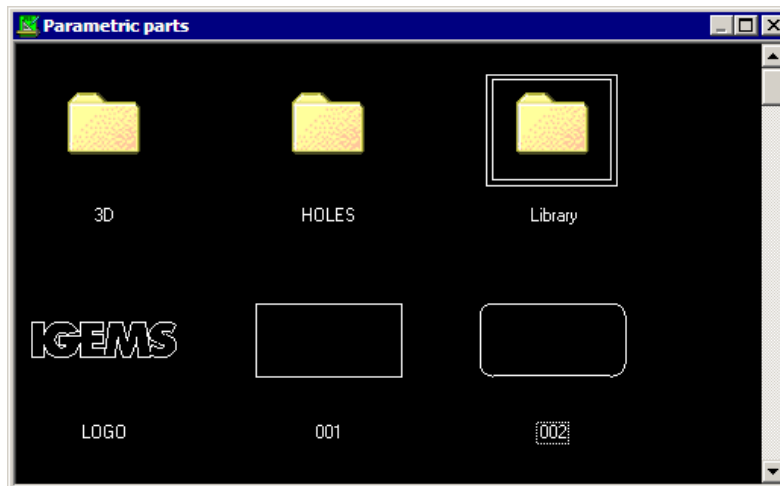 Parametric parts
3D
HOLES
Library
IGEMS
LOGO
001
002